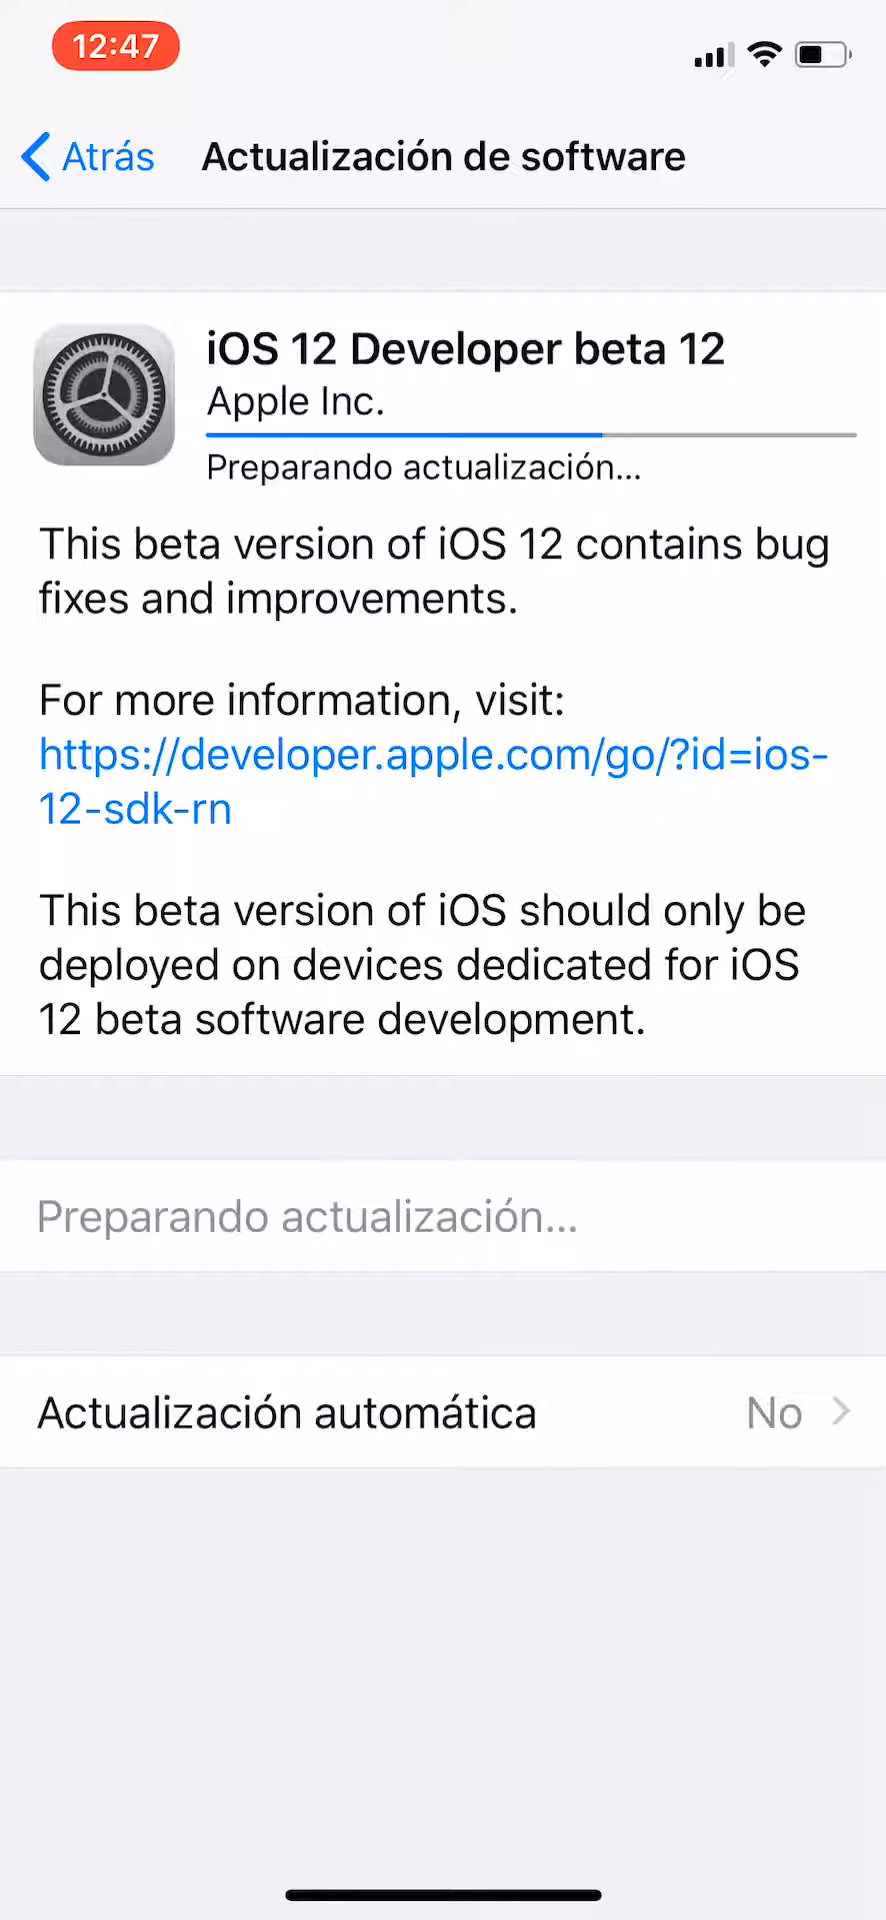 12:47
Atrás
Actualización de software
iOS 12 Developer beta 12
Apple Inc.
Preparando actualización...
This beta version of iOS 12 contains bug
fixes and improvements.
For more information, visit:
https://developer.apple.com/go/?id=ios-
12-sdk-rn
This beta version of iOS should only be
deployed on devices dedicated for iOS
12 beta software development.
Preparando actualización...
Actualización automática
No